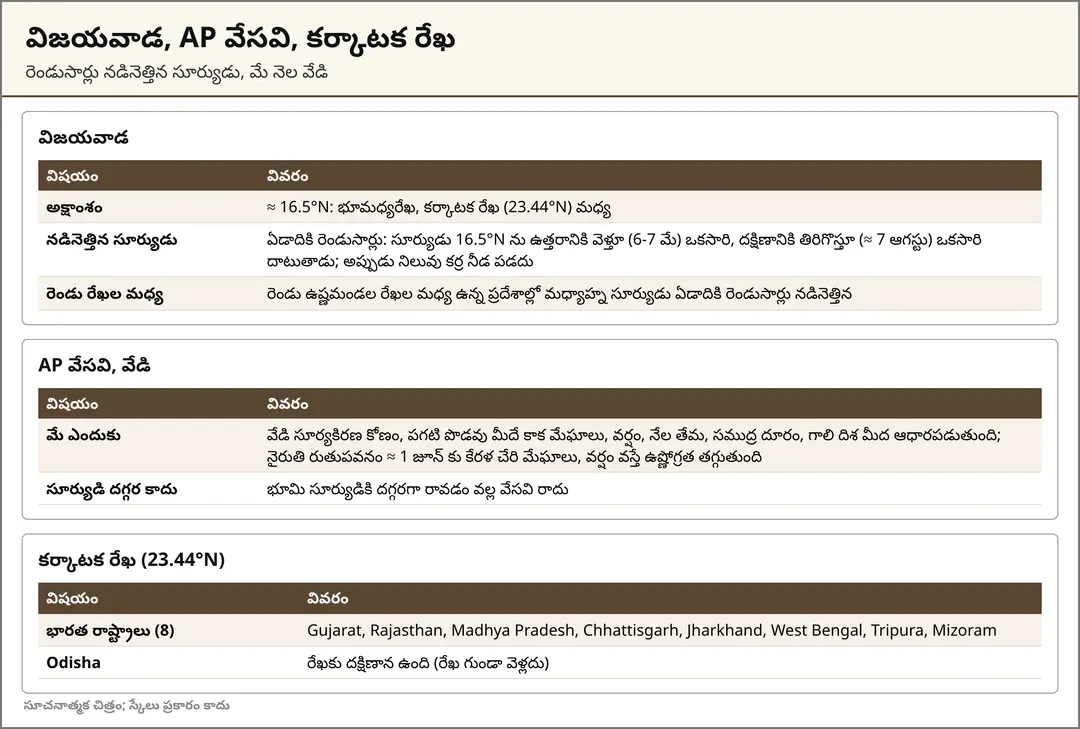 విజయవాడ, AP వేసవి, కర్కాటక రేఖ
రెండుసార్లు నడినెత్తిన సూర్యుడు, మే నెల వేడి
విజయవాడ
విషయం వివరం
అక్షాంశం ≈ 16.5°N: భూమధ్యరేఖ, కర్కాటక రేఖ (23.44°N) మధ్య
నడినెత్తిన సూర్యుడు ఏడాదికి రెండుసార్లు: సూర్యుడు 16.5°N ను ఉత్తరానికి వెళ్తూ (6-7 మే) ఒకసారి, దక్షిణానికి తిరిగొస్తూ (≈ 7 ఆగస్టు) ఒకసారి
దాటుతాడు; అప్పుడు నిలువు కర్ర నీడ పడదు
రెండు రేఖల మధ్య రెండు ఉష్ణమండల రేఖల మధ్య ఉన్న ప్రదేశాల్లో మధ్యాహ్న సూర్యుడు ఏడాదికి రెండుసార్లు నడినెత్తిన
AP వేసవి, వేడి
విషయం వివరం
మే ఎందుకు వేడి సూర్యకిరణ కోణం, పగటి పొడవు మీదే కాక మేఘాలు, వర్షం, నేల తేమ, సముద్ర దూరం, గాలి దిశ మీద ఆధారపడుతుంది;
నైరుతి రుతుపవనం ≈ 1 జూన్ కు కేరళ చేరి మేఘాలు, వర్షం వస్తే ఉష్ణోగ్రత తగ్గుతుంది
సూర్యుడి దగ్గర కాదు భూమి సూర్యుడికి దగ్గరగా రావడం వల్ల వేసవి రాదు
కర్కాటక రేఖ (23.44°N)
విషయం వివరం
భారత రాష్ట్రాలు (8) Gujarat, Rajasthan, Madhya Pradesh, Chhattisgarh, Jharkhand, West Bengal, Tripura, Mizoram
Odisha రేఖకు దక్షిణాన ఉంది (రేఖ గుండా వెళ్లదు)
సూచనాత్మక చిత్రం; స్కేలు ప్రకారం కాదు